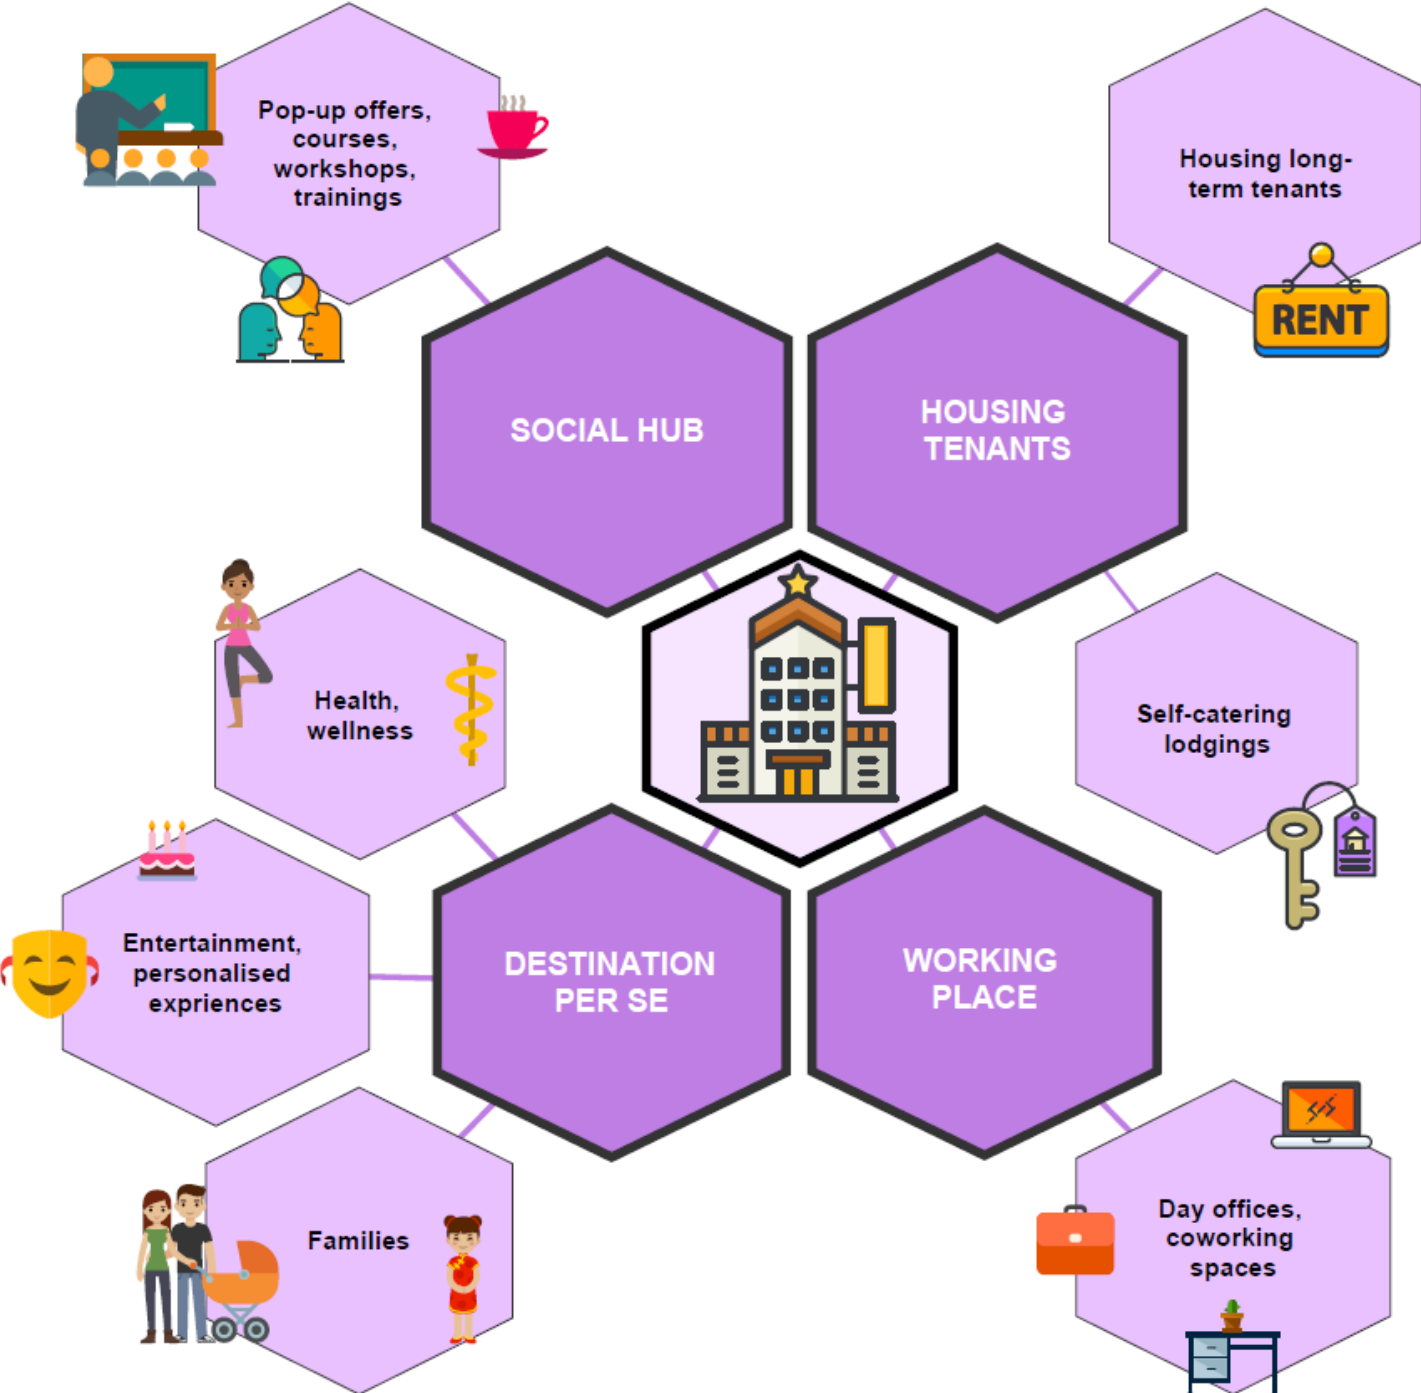 Pop-up offers,
courses,
workshops,
trainings
Housing long-
term tenants
RENT
SOCIAL HUB
HOUSING
TENANTS
Health,
wellness
Self-catering
lodgings
Entertainment,
personalised
expriences
DESTINATION
PER SE
WORKING
PLACE
Families
Day offices,
coworking
spaces